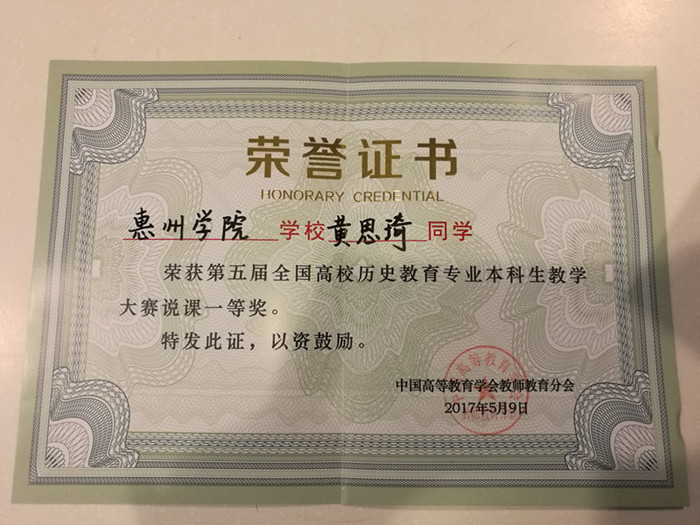 荣誉证书
HONORARY CREDENTIAL
惠州学院 学校 黄思琦 同学
荣获第五届全国高校历史教育专业本科生教学
大赛说课一等奖。
特发此证，以资鼓励。
中国高等教育学会教师教育分会
2017年5月9日